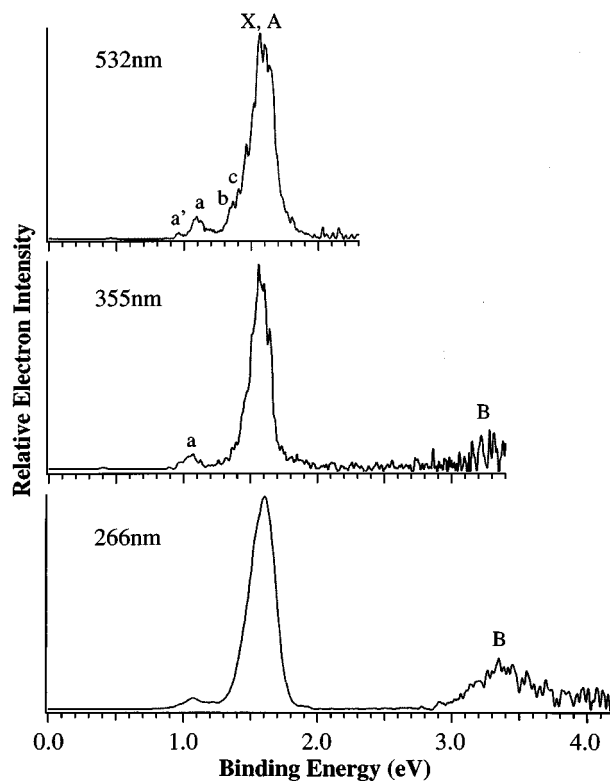 X, A
532nm
a'
a
b
c
355nm
a
B
266nm
B
Relative Electron Intensity
0.0 1.0 2.0 3.0 4.0
Binding Energy (eV)